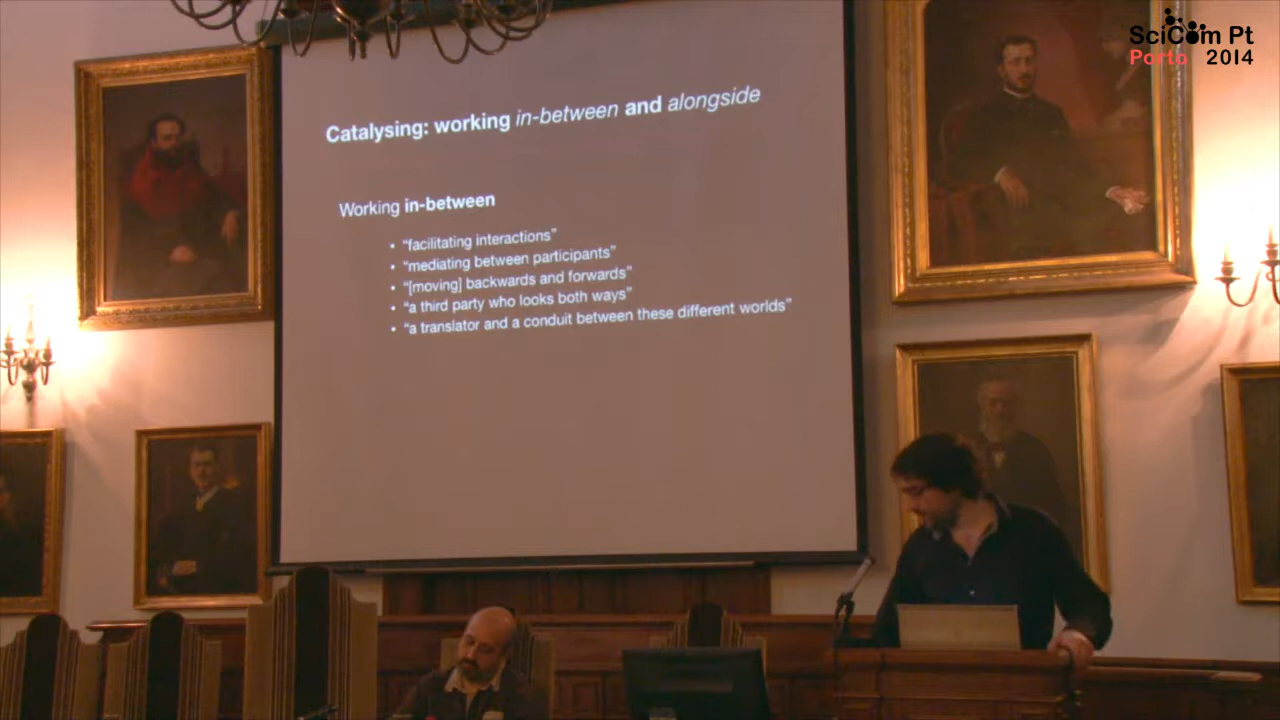 SciCom Pt
Porto 2014
Catalysing: working in-between and alongside
Working in-between
• “facilitating interactions”
• “mediating between participants”
• “[moving] backwards and forwards”
• “a third party who looks both ways”
• “a translator and a conduit between these different worlds”